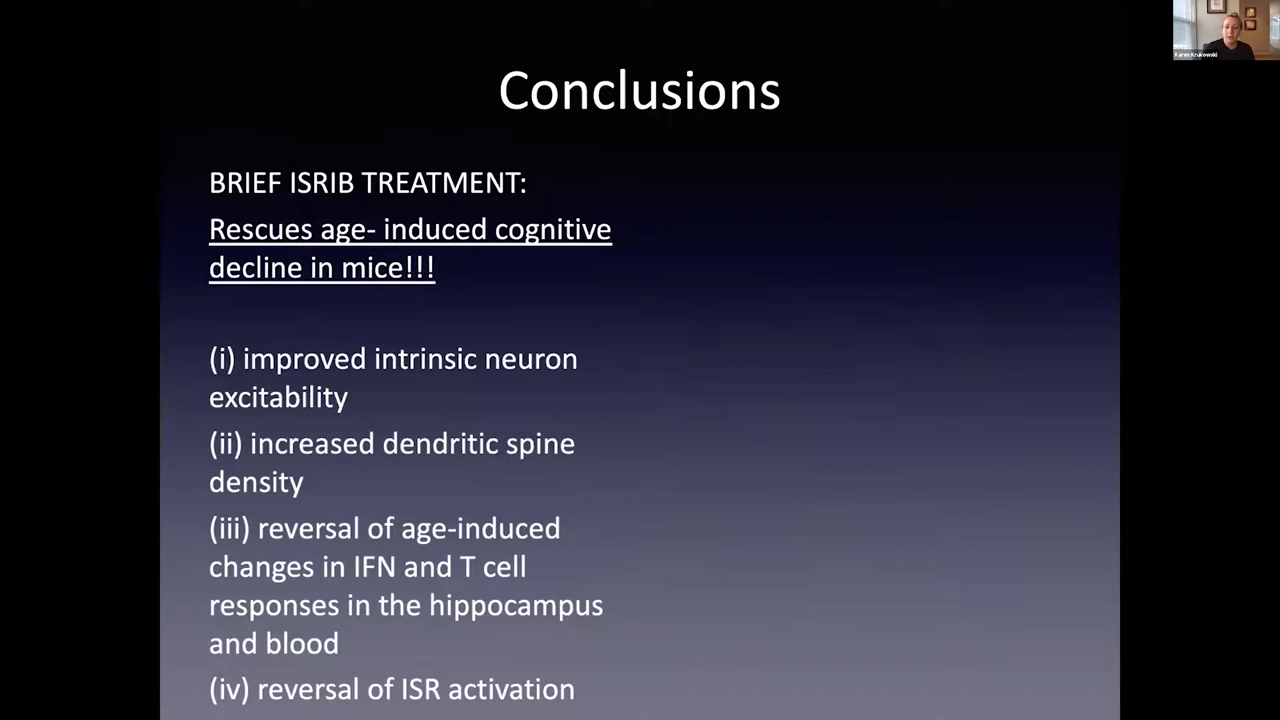 Karen Krukowski
Conclusions
BRIEF ISRIB TREATMENT:
Rescues age- induced cognitive
decline in mice!!!
(i) improved intrinsic neuron
excitability
(ii) increased dendritic spine
density
(iii) reversal of age-induced
changes in IFN and T cell
responses in the hippocampus
and blood
(iv) reversal of ISR activation